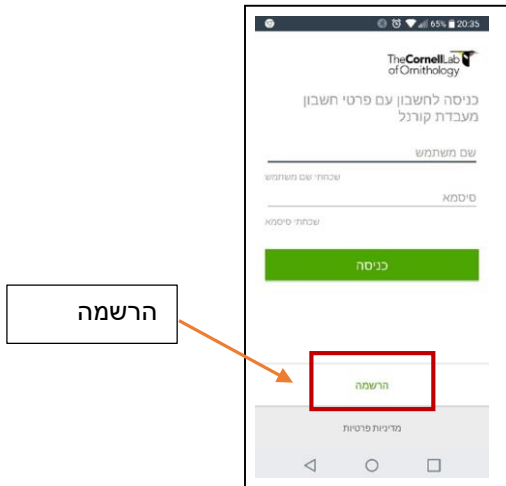 65% 20:35
TheCornellLab
of Ornithology
כניסה לחשבון עם פרטי חשבון
מעבדת קורנל
שם משתמש
שכחתי שם משתמש
סיסמא
שכחתי סיסמא
כניסה
הרשמה
הרשמה
מדיניות פרטיות